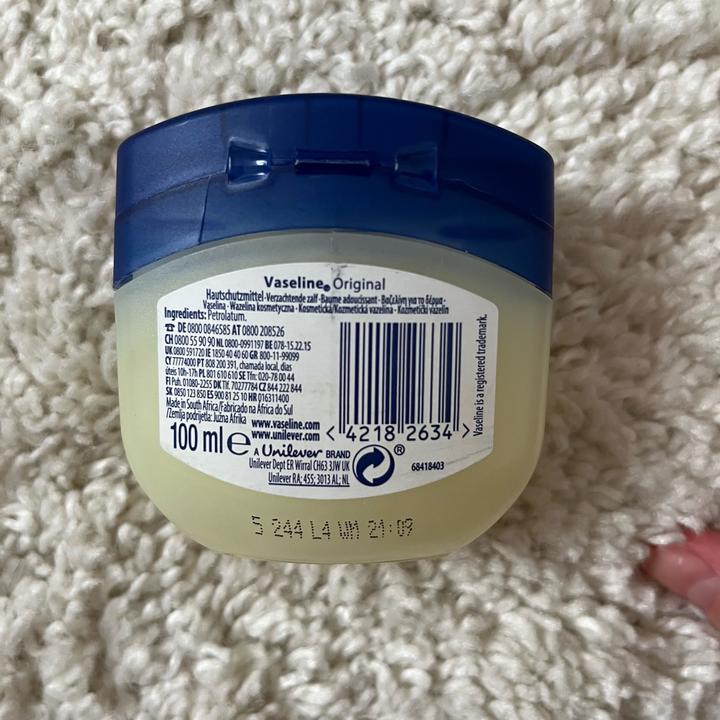 Vaseline® Original
Hautschutzmittel · Verzachtende zalf · Baume adoucissant · Βαζελίνη για το δέρμα ·
Vaselina · Wazelina kosmetyczna · Kosmetická/Kozmetická vazelína · Kozmetički vazelin
Ingredients: Petrolatum.
☎ DE 0800 0846585 AT 0800 208526
CH 0800 55 90 90 NL 0800-0991197 BE 078-15.22.15
UK 0800 591720 IE 1850 40 40 60 GR 800-11-99099
CY 77774000 PT 808 200 391, chamada local, dias
úteis 10h-17h PL 801 610 610 SE Tfn: 020-78 00 44
FI Puh. 01080-2255 DK Tlf. 70277784 CZ 844 222 844
SK 0850 123 850 ES 900 81 25 10 HR 016311400
Made in South Africa/Fabricado na África do Sul
/Zemlja podrijetla: Južna Afrika
100 ml e
www.vaseline.com
www.unilever.com
A Unilever BRAND
Unilever Dept ER Wirral CH63 3JW UK
Unilever RA; 455; 3013 AL; NL
< 4218 2634 >
®
68418403
Vaseline is a registered trademark.
244 L4 WM 21:09